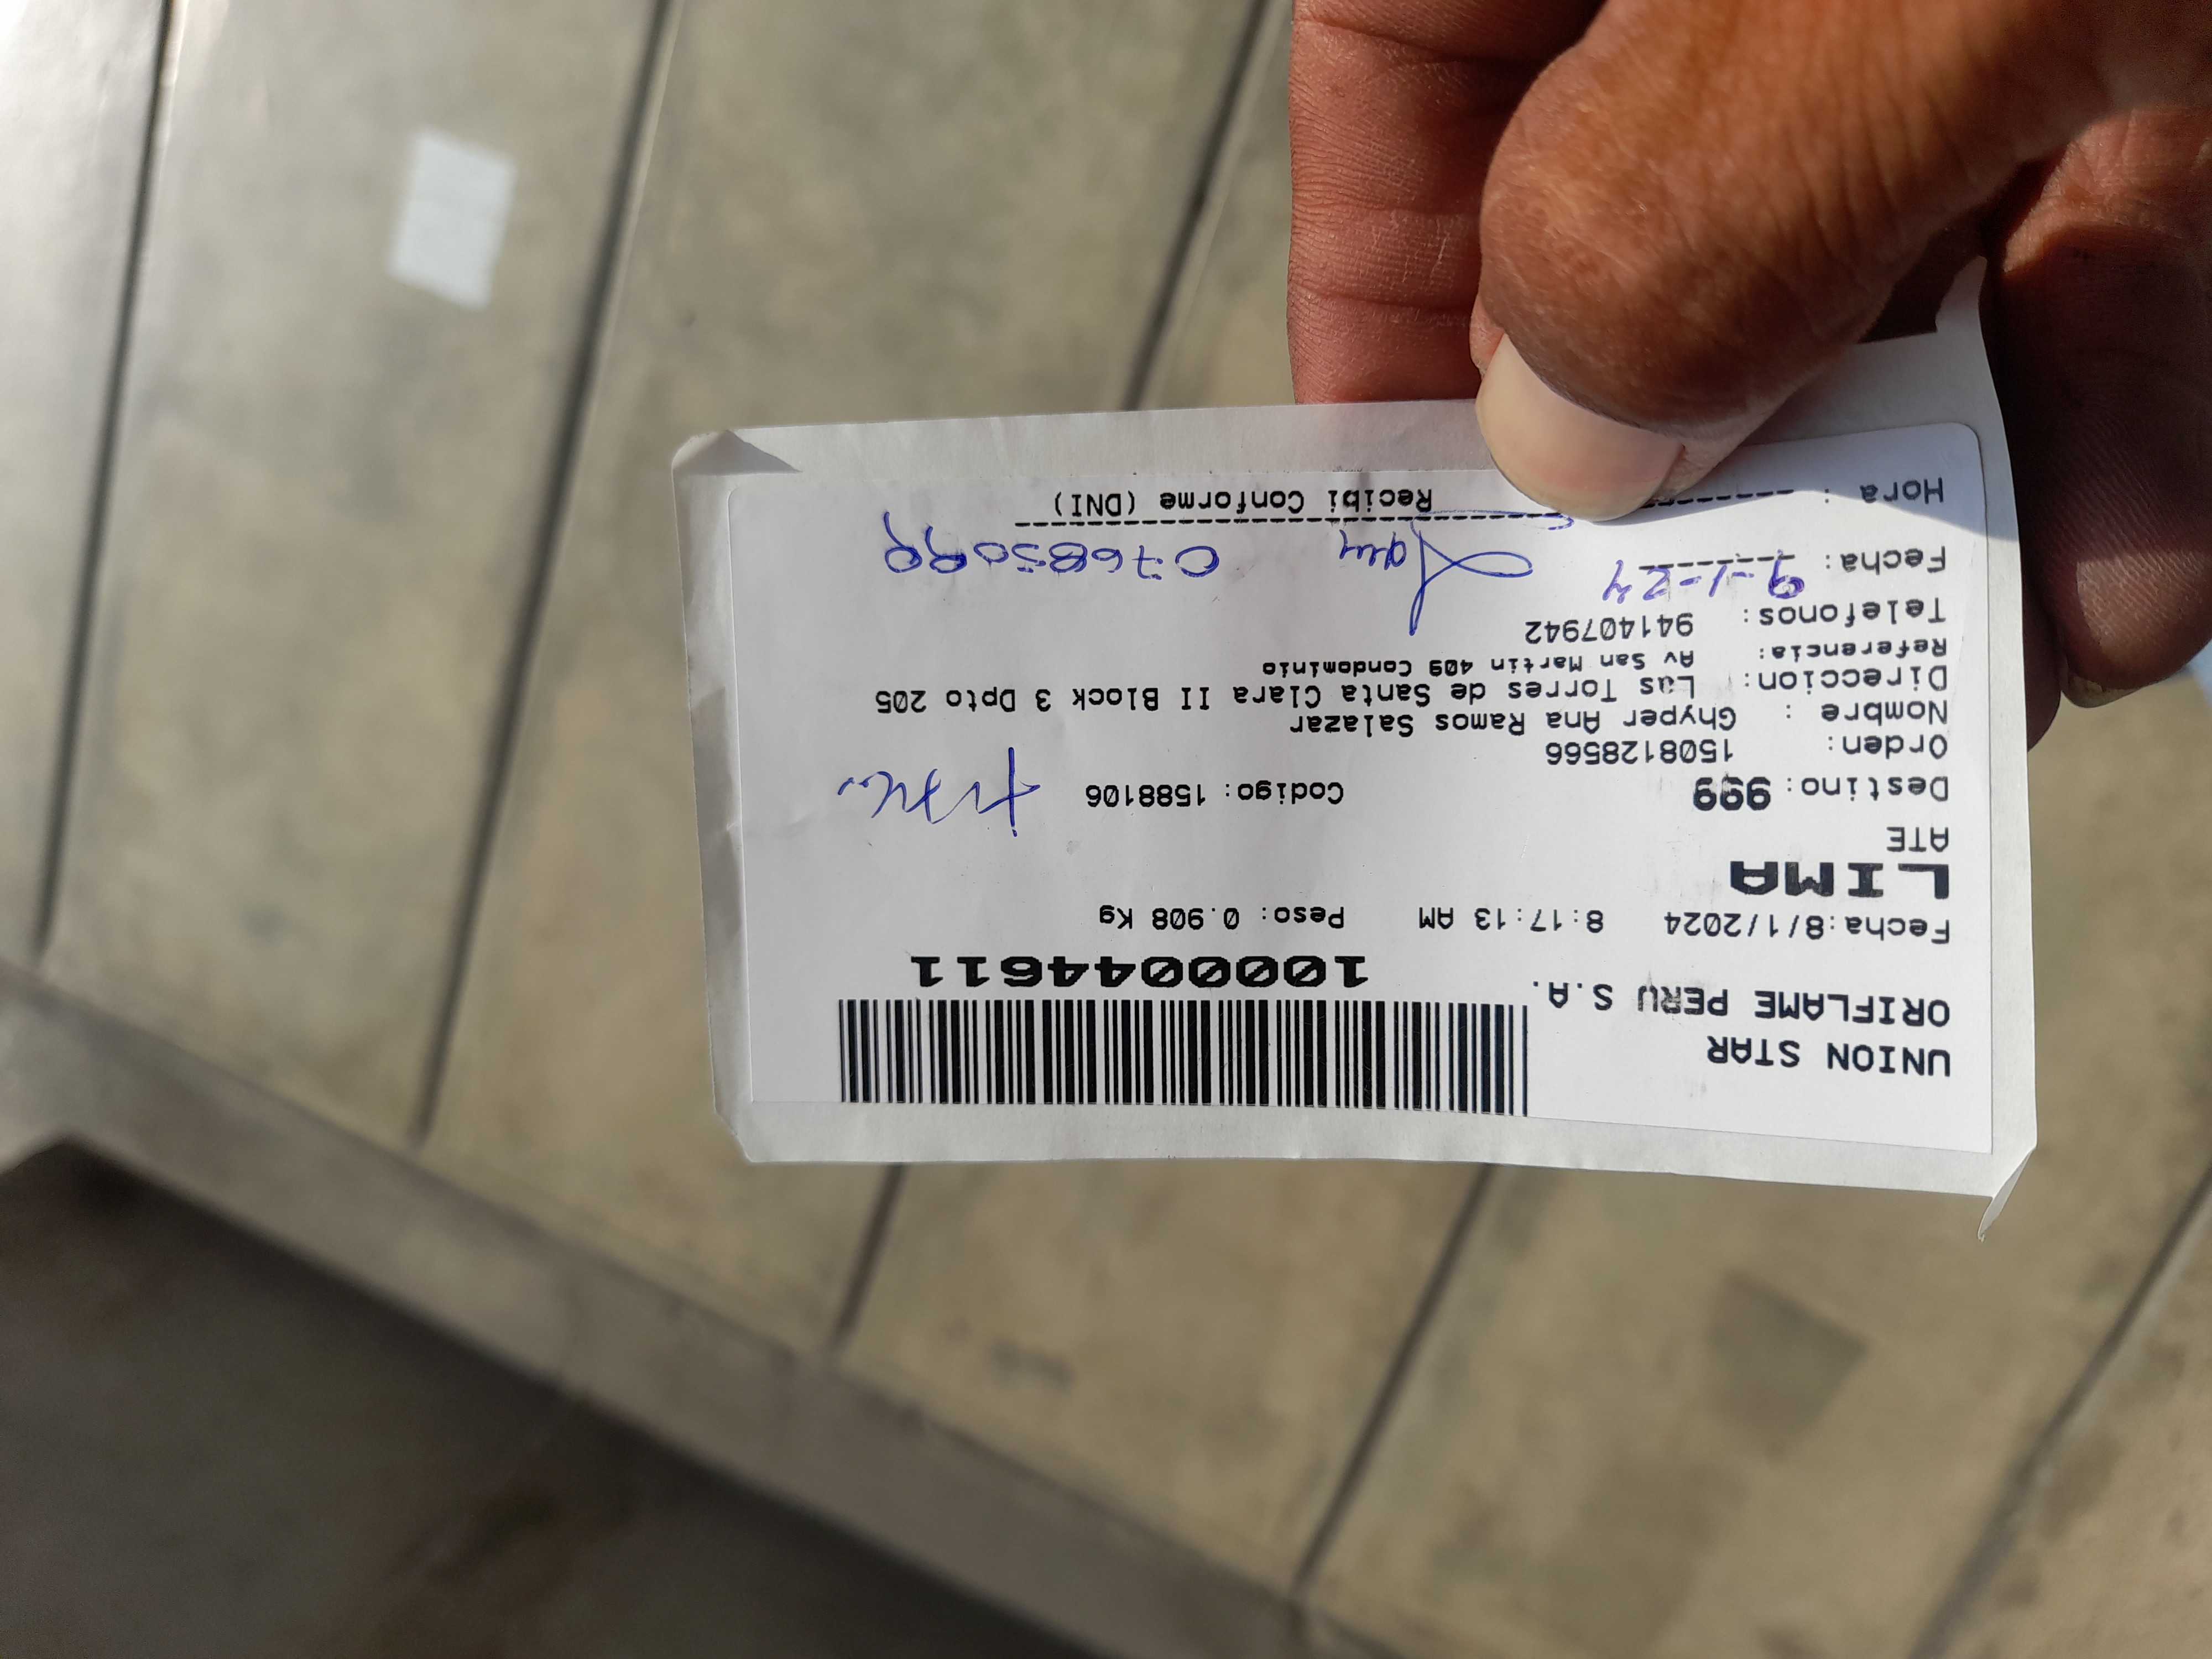 UNION STAR
ORIFLAME PERU S.A.
1000044611
Fecha:8/1/2024 8:17:13 AM Peso: 0.908 Kg
LIMA
ATE
Destino: 999 Codigo: 1588106
Orden: 1508128566
Nombre : Ghyper Ana Ramos Salazar
Direccion: Las Torres de Santa Clara II Block 3 Dpto 205
Referencia: Av San Martin 409 Condominio
Telefonos: 941407942
Fecha: 9-1-24
Hora :
Recibi Conforme (DNI)